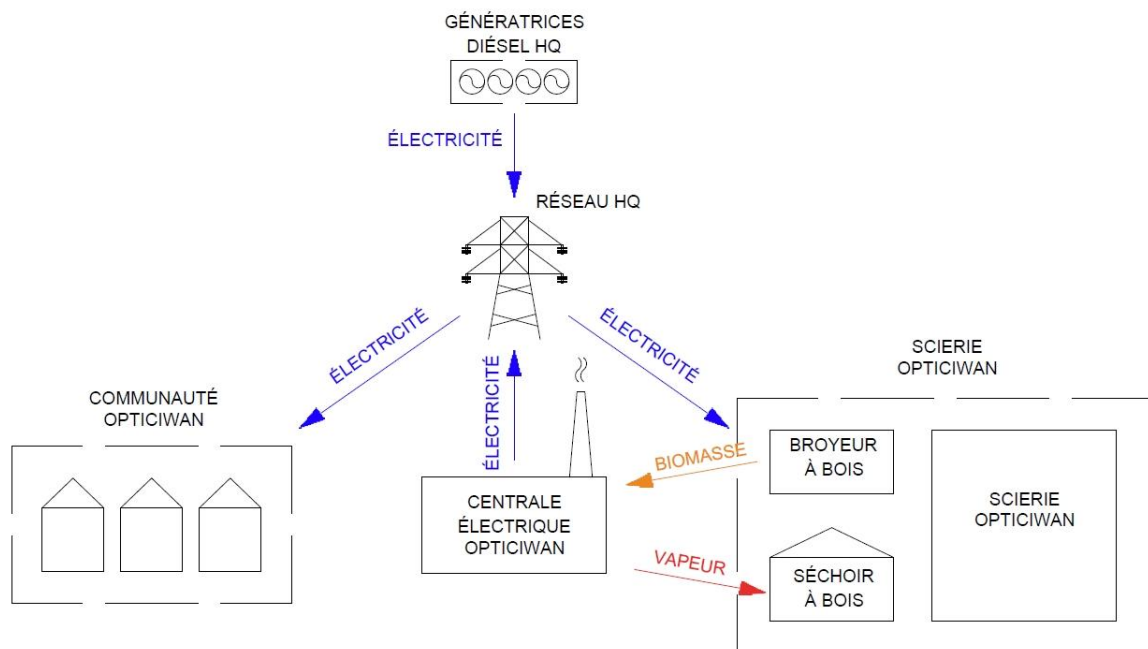 GÉNÉRATRICES
DIÉSEL HQ
ÉLECTRICITÉ
RÉSEAU HQ
ÉLECTRICITÉ
ÉLECTRICITÉ
ÉLECTRICITÉ
SCIERIE
OPTICIWAN
COMMUNAUTÉ
OPTICIWAN
BIOMASSE
BROYEUR
À BOIS
CENTRALE
ÉLECTRIQUE
OPTICIWAN
SCIERIE
OPTICIWAN
VAPEUR
SÉCHOIR
À BOIS